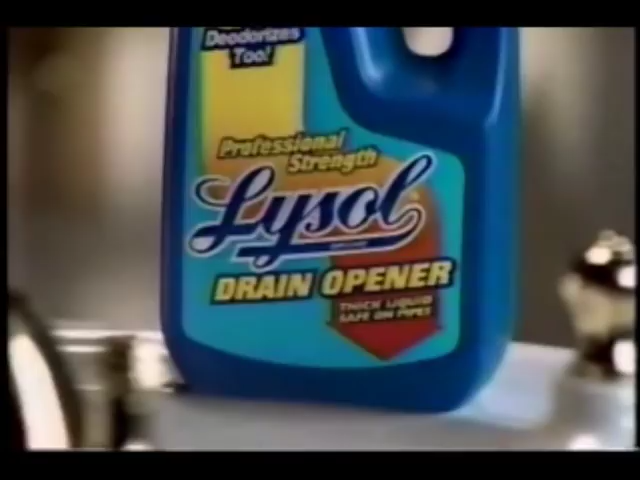 Deodorizes
Too!
Professional
Strength
Lysol
DRAIN OPENER
THICK LIQUID
SAFE ON PIPES